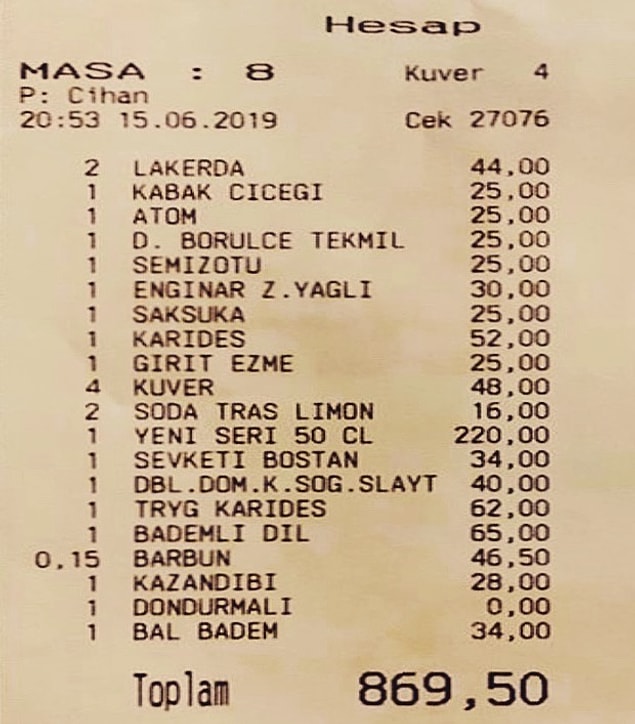 Hesap
MASA : 8 Kuver 4
P: Cihan
20:53 15.06.2019 Cek 27076
2 LAKERDA 44,00
1 KABAK CICEGI 25,00
1 ATOM 25,00
1 D. BORULCE TEKMIL 25,00
1 SEMIZOTU 25,00
1 ENGINAR Z.YAGLI 30,00
1 SAKSUKA 25,00
1 KARIDES 52,00
1 GIRIT EZME 25,00
4 KUVER 48,00
2 SODA TRAS LIMON 16,00
1 YENI SERI 50 CL 220,00
1 SEVKETI BOSTAN 34,00
1 DBL.DOM.K.SOG.SLAYT 40,00
1 TRYG KARIDES 62,00
1 BADEMLI DIL 65,00
0,15 BARBUN 46,50
1 KAZANDIBI 28,00
1 DONDURMALI 0,00
1 BAL BADEM 34,00
Toplam 869,50